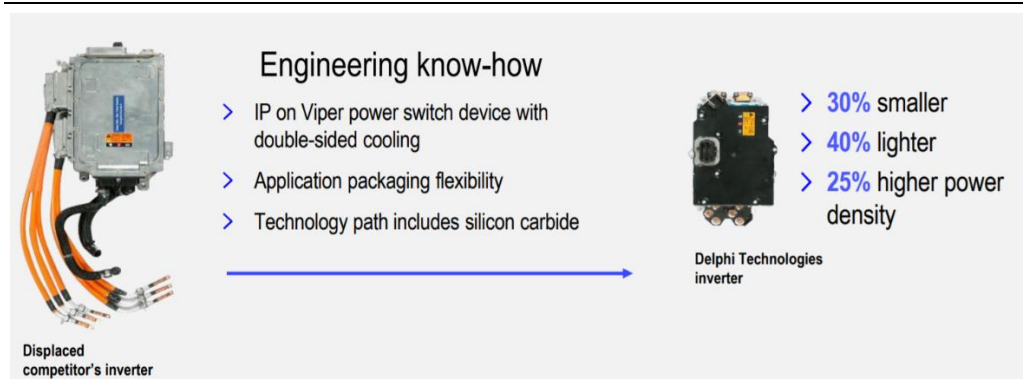 Engineering know-how
> IP on Viper power switch device with
double-sided cooling
> Application packaging flexibility
> Technology path includes silicon carbide
Displaced
competitor's inverter
> 30% smaller
> 40% lighter
> 25% higher power
density
Delphi Technologies
inverter